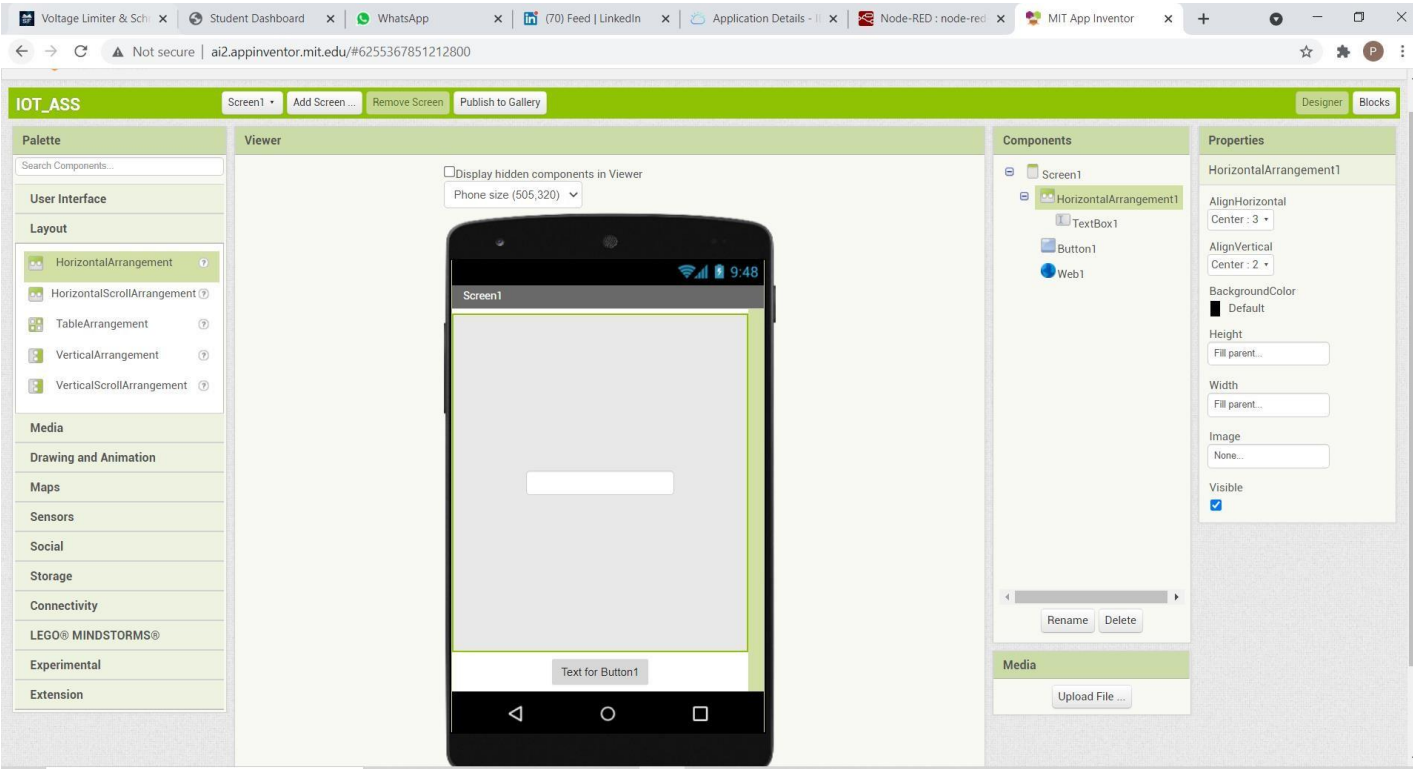 Voltage Limiter & Sch
Student Dashboard
WhatsApp
(70) Feed | LinkedIn
Application Details - I
Node-RED : node-red
MIT App Inventor
Not secure | ai2.appinventor.mit.edu/#6255367851212800
P
IOT_ASS
Screen1
Add Screen ...
Remove Screen
Publish to Gallery
Designer
Blocks
Palette
Search Components...
User Interface
Layout
HorizontalArrangement ?
HorizontalScrollArrangement ?
TableArrangement ?
VerticalArrangement ?
VerticalScrollArrangement ?
Media
Drawing and Animation
Maps
Sensors
Social
Storage
Connectivity
LEGO® MINDSTORMS®
Experimental
Extension
Viewer
Display hidden components in Viewer
Phone size (505,320)
9:48
Screen1
Text for Button1
Components
Screen1
HorizontalArrangement1
TextBox1
Button1
Web1
Rename
Delete
Media
Upload File ...
Properties
HorizontalArrangement1
AlignHorizontal
Center : 3
AlignVertical
Center : 2
BackgroundColor
Default
Height
Fill parent...
Width
Fill parent...
Image
None...
Visible